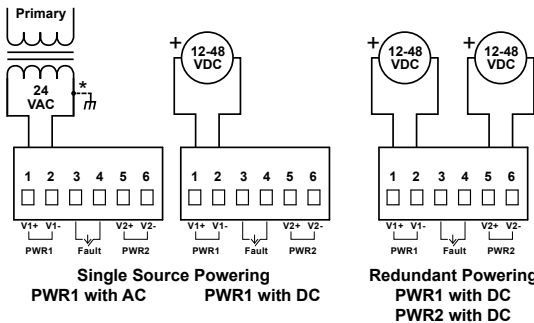 Primary
24
VAC
*
1 2 3 4 5 6
V1+ V1- V2+ V2-
PWR1 Fault PWR2
+ 12-48
VDC
1 2 3 4 5 6
V1+ V1- V2+ V2-
PWR1 Fault PWR2
Single Source Powering
PWR1 with AC PWR1 with DC
+ 12-48
VDC
+ 12-48
VDC
1 2 3 4 5 6
V1+ V1- V2+ V2-
PWR1 Fault PWR2
Redundant Powering
PWR1 with DC
PWR2 with DC